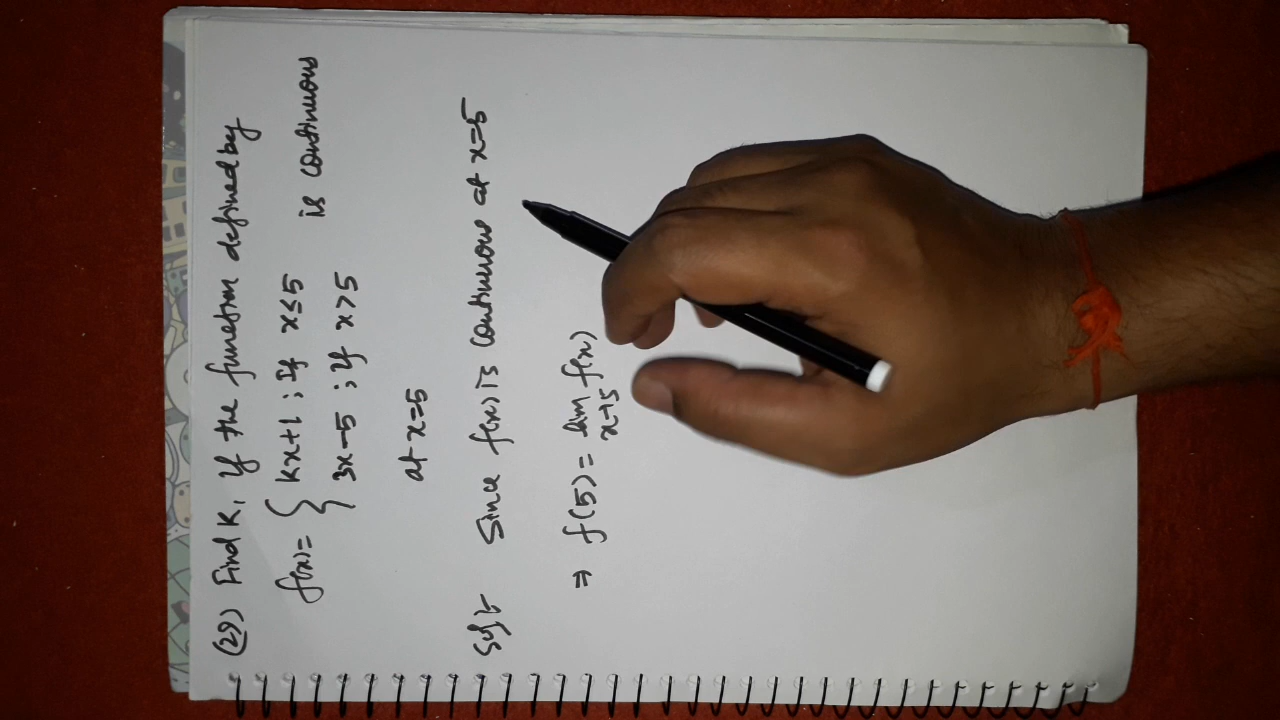 (29) Find K, if the function defined by
f(x) = { Kx+1 ; If x≤5
3x-5 ; if x>5 is continuous
at x=5
Sol:- Since f(x) is continuous at x=5
⇒ f(5) = lim f(x)
x→5